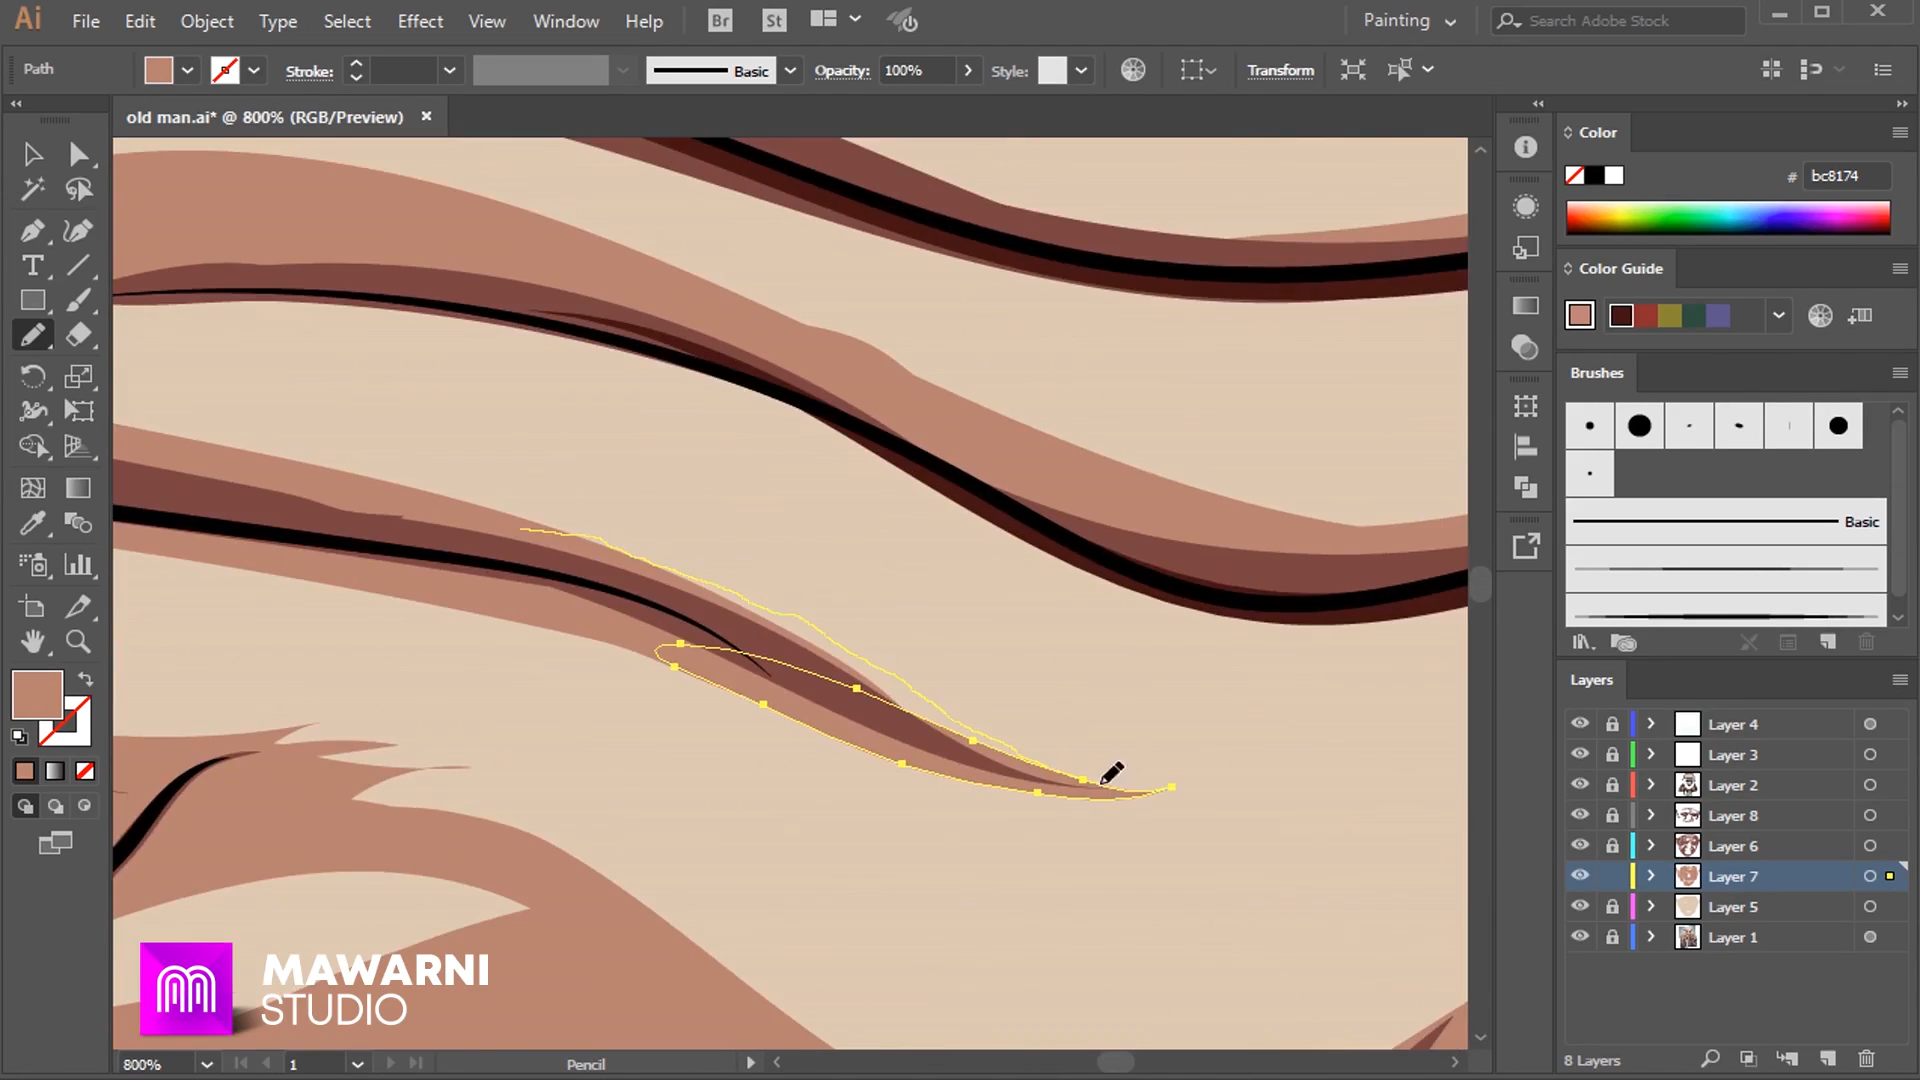 Ai File Edit Object Type Select Effect View Window Help Br St Painting Search Adobe Stock
Path Stroke: Basic Opacity: 100% Style: Transform
old man.ai* @ 800% (RGB/Preview)
Color
# bc8174
Color Guide
Brushes
Basic
Layers
Layer 4
Layer 3
Layer 2
Layer 8
Layer 6
Layer 7
Layer 5
Layer 1
MAWARNI
STUDIO
800% 1 Pencil 8 Layers